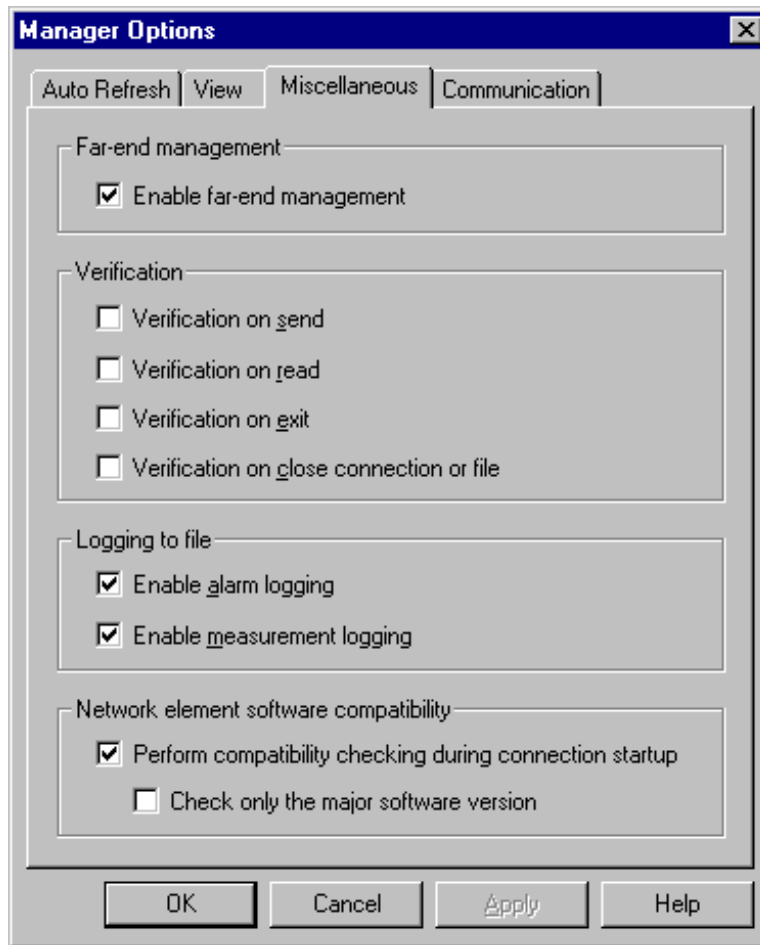 Manager Options
Auto Refresh View Miscellaneous Communication
Far-end management
Enable far-end management
Verification
Verification on send
Verification on read
Verification on exit
Verification on close connection or file
Logging to file
Enable alarm logging
Enable measurement logging
Network element software compatibility
Perform compatibility checking during connection startup
Check only the major software version
OK Cancel Apply Help